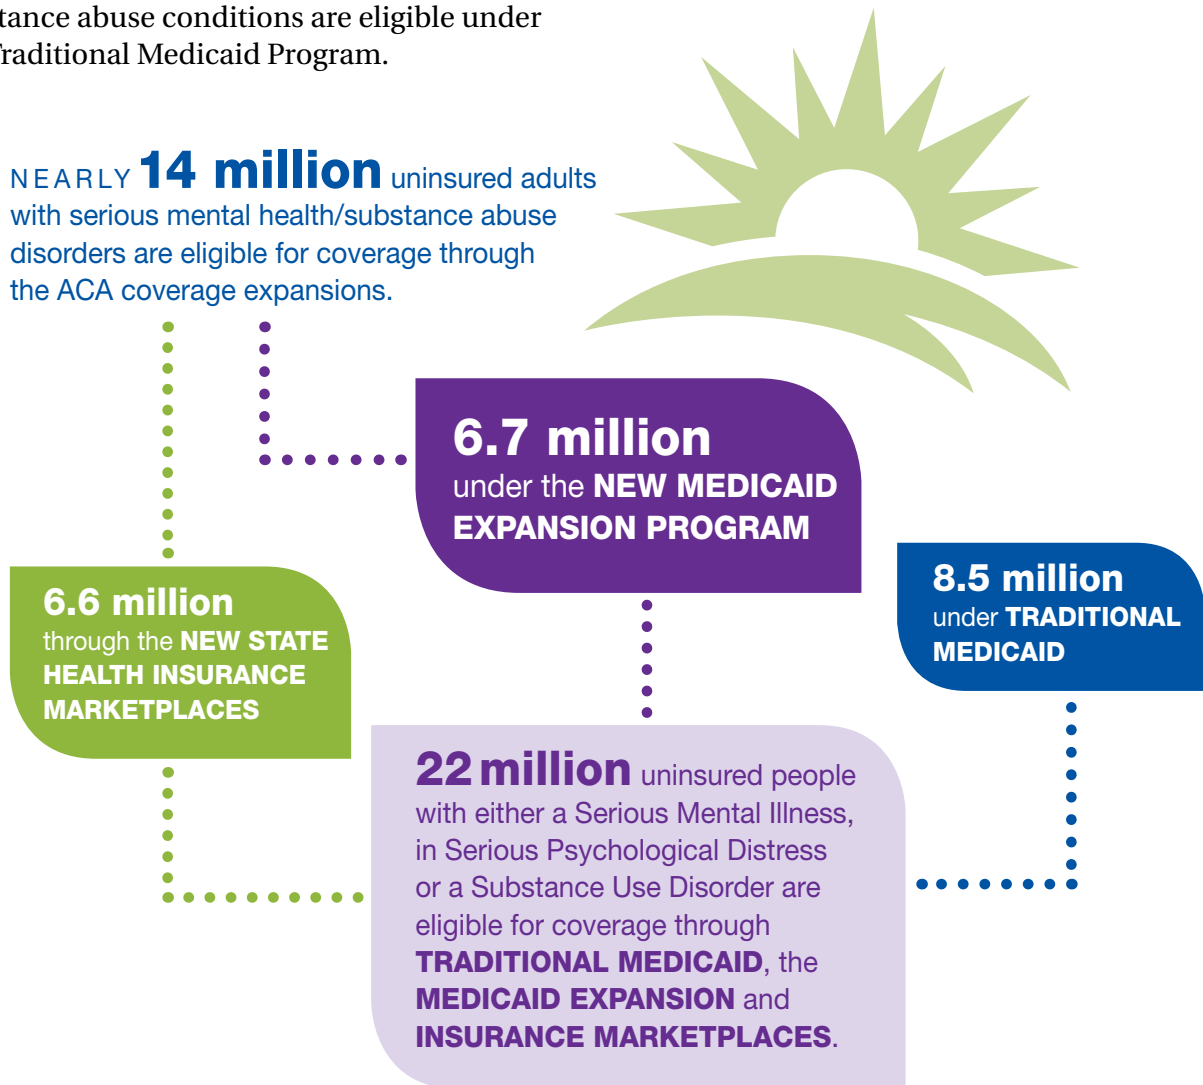 stance abuse conditions are eligible under
Traditional Medicaid Program.
NEARLY 14 million uninsured adults
with serious mental health/substance abuse
disorders are eligible for coverage through
the ACA coverage expansions.
6.7 million
under the NEW MEDICAID
EXPANSION PROGRAM
6.6 million
through the NEW STATE
HEALTH INSURANCE
MARKETPLACES
8.5 million
under TRADITIONAL
MEDICAID
22 million uninsured people
with either a Serious Mental Illness,
in Serious Psychological Distress
or a Substance Use Disorder are
eligible for coverage through
TRADITIONAL MEDICAID, the
MEDICAID EXPANSION and
INSURANCE MARKETPLACES.